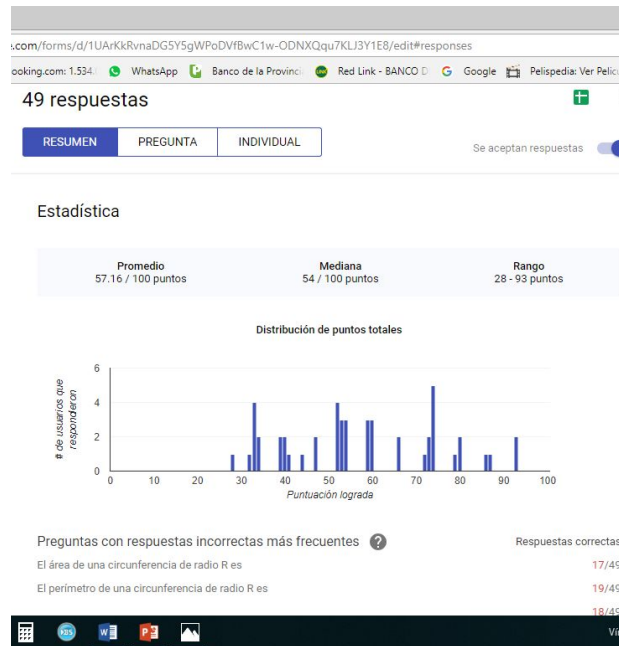 .com/forms/d/1UArKkRvnaDG5Y5gWPoDVfBwC1w-ODNXQqu7KLJ3Y1E8/edit#responses
ooking.com: 1.534. WhatsApp Banco de la Provinci Red Link - BANCO D Google Pelispedia: Ver Pelicu
49 respuestas
RESUMEN PREGUNTA INDIVIDUAL
Se aceptan respuestas
Estadística
Promedio Mediana Rango
57.16 / 100 puntos 54 / 100 puntos 28 - 93 puntos
Distribución de puntos totales
# de usuarios que
respondieron
6
4
2
0
0 10 20 30 40 50 60 70 80 90 100
Puntuación lograda
Preguntas con respuestas incorrectas más frecuentes ? Respuestas correctas
El área de una circunferencia de radio R es 17/49
El perímetro de una circunferencia de radio R es 19/49
18/49